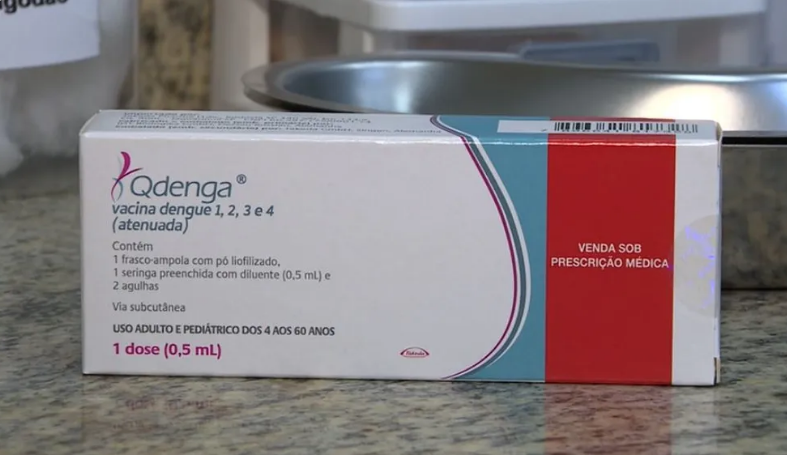 Qdenga®
vacina dengue 1, 2, 3 e 4
(atenuada)
Contém
1 frasco-ampola com pó liofilizado,
1 seringa preenchida com diluente (0,5 mL) e
2 agulhas
Via subcutânea
USO ADULTO E PEDIÁTRICO DOS 4 AOS 60 ANOS
1 dose (0,5 mL)
Takeda
VENDA SOB
PRESCRIÇÃO MÉDICA